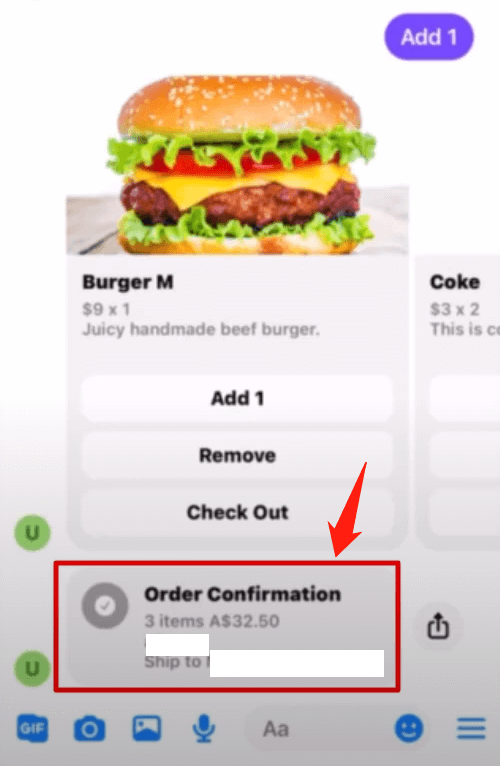 Add 1
Burger M
$9 x 1
Juicy handmade beef burger.
Add 1
Remove
Check Out
Coke
$3 x 2
This is
U
Order Confirmation
3 items A$32.50
Ship to
U
GIF
Aa